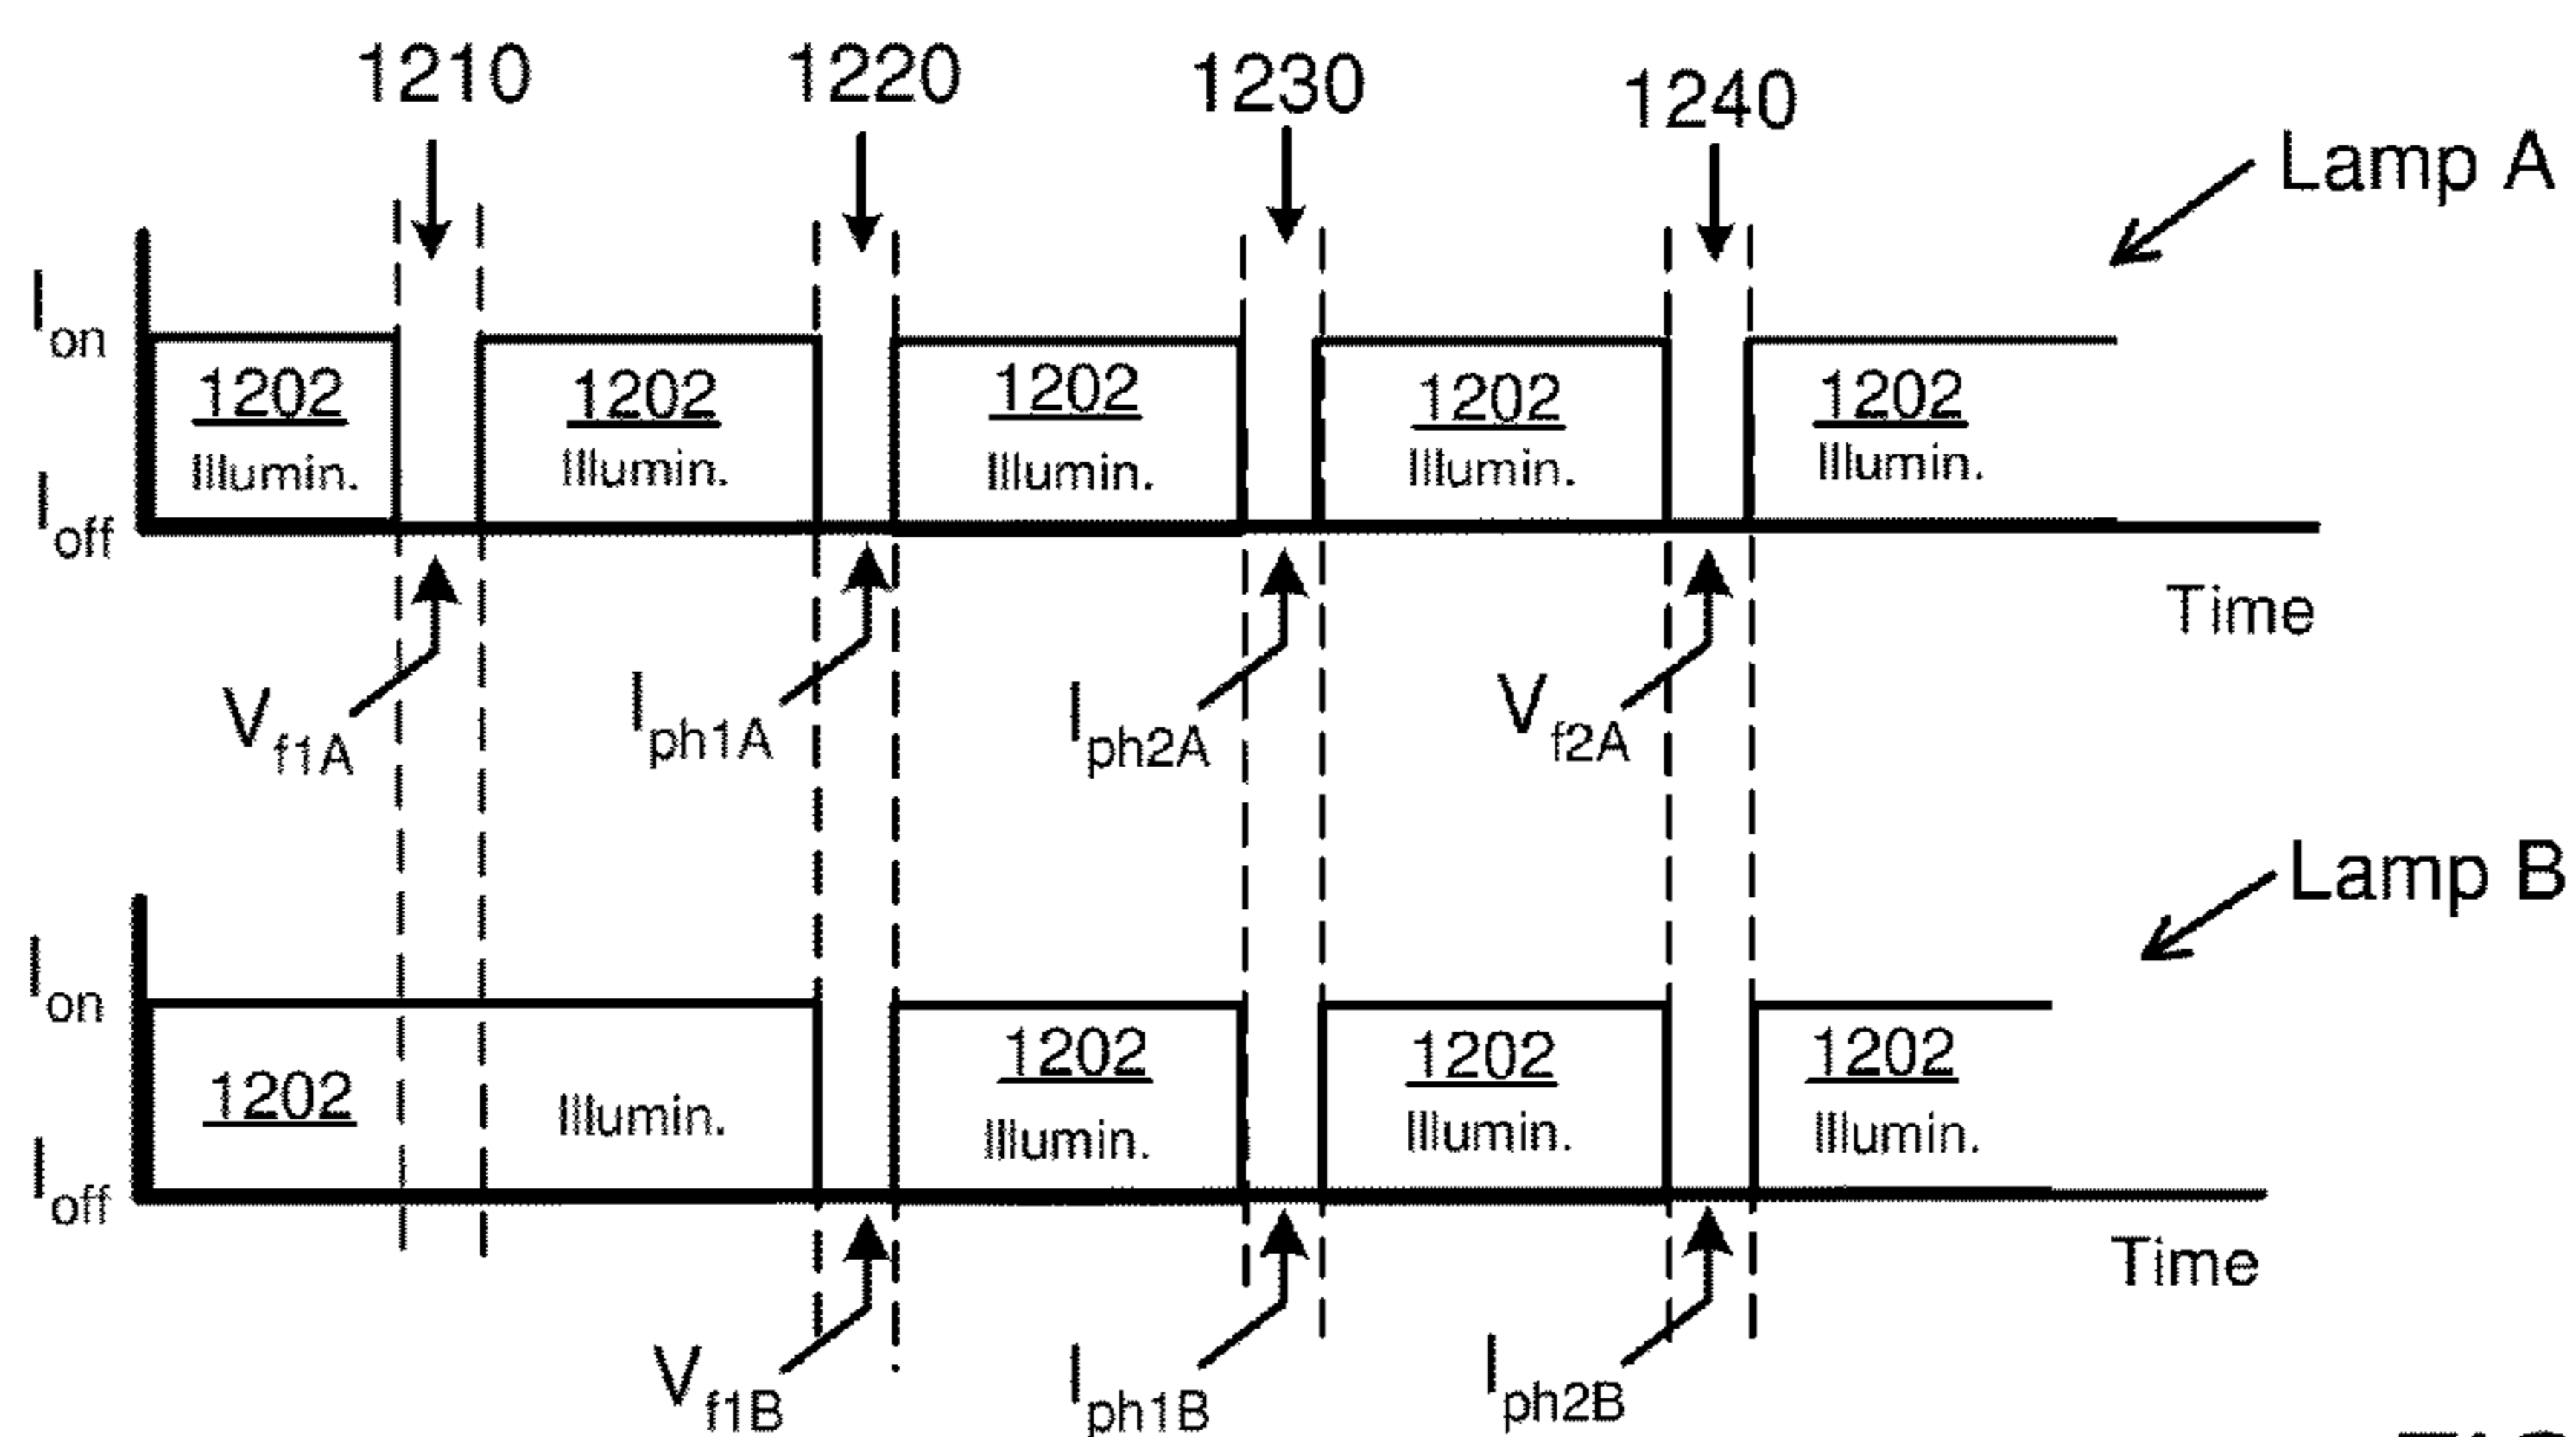 1210 1220 1230 1240
Lamp A
Ion
1202 1202 1202 1202 1202
Illumin. Illumin. Illumin. Illumin. Illumin.
Ioff
Time
Vf1A Iph1A Iph2A Vf2A
Lamp B
Ion
1202 1202 1202 1202
Illumin. Illumin. Illumin. Illumin.
Ioff
Time
Vf1B Iph1B Iph2B